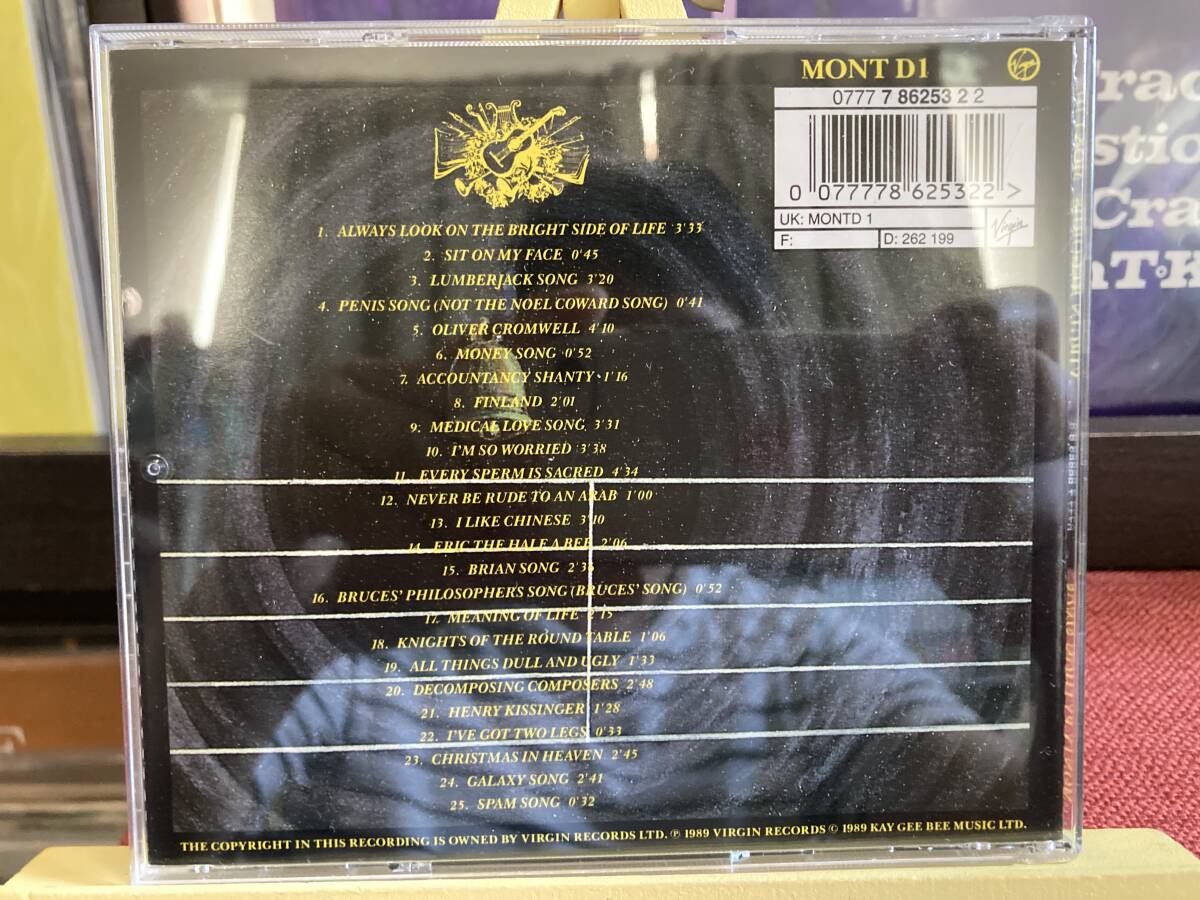 MONT D1
Virgin
0777 7 86253 2 2
0 077778 625322 >
UK: MONTD 1
F:
D: 262 199
Virgin
1. ALWAYS LOOK ON THE BRIGHT SIDE OF LIFE 3'33
2. SIT ON MY FACE 0'45
3. LUMBERJACK SONG 3'20
4. PENIS SONG (NOT THE NOEL COWARD SONG) 0'41
5. OLIVER CROMWELL 4'10
6. MONEY SONG 0'52
7. ACCOUNTANCY SHANTY 1'16
8. FINLAND 2'01
9. MEDICAL LOVE SONG 3'31
10. I'M SO WORRIED 3'38
11. EVERY SPERM IS SACRED 4'34
12. NEVER BE RUDE TO AN ARAB 1'00
13. I LIKE CHINESE 3'10
14. ERIC THE HALF A BEE 2'06
15. BRIAN SONG 2'36
16. BRUCES' PHILOSOPHERS SONG (BRUCES' SONG) 0'52
17. MEANING OF LIFE 2'15
18. KNIGHTS OF THE ROUND TABLE 1'06
19. ALL THINGS DULL AND UGLY 1'33
20. DECOMPOSING COMPOSERS 2'48
21. HENRY KISSINGER 1'28
22. I'VE GOT TWO LEGS 0'33
23. CHRISTMAS IN HEAVEN 2'45
24. GALAXY SONG 2'41
25. SPAM SONG 0'32
THE COPYRIGHT IN THIS RECORDING IS OWNED BY VIRGIN RECORDS LTD. ℗ 1989 VIRGIN RECORDS © 1989 KAY GEE BEE MUSIC LTD.